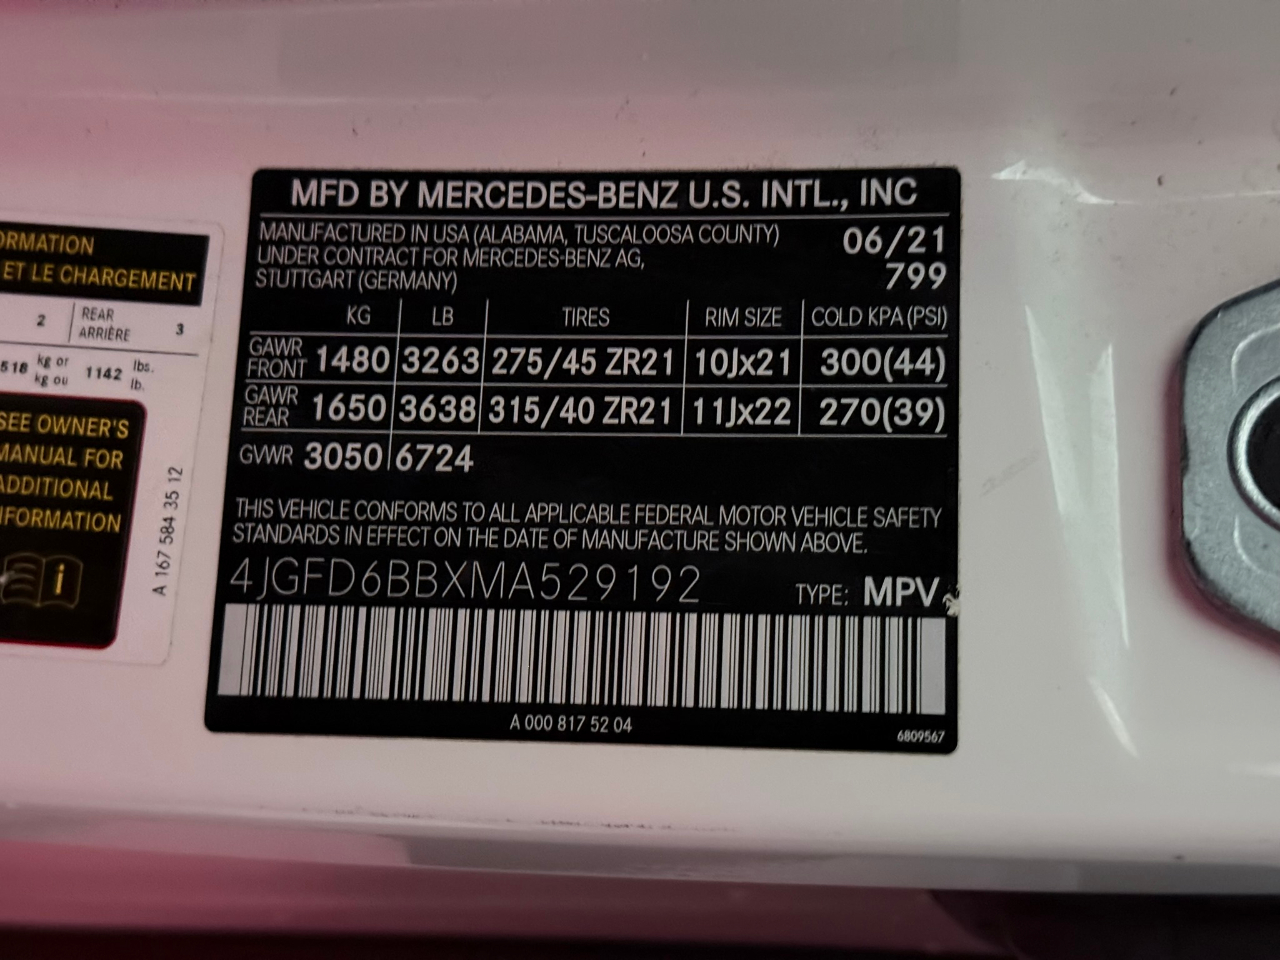 ORMATION
ET LE CHARGEMENT
2 REAR ARRIÈRE 3
518 kg or kg ou 1142 lbs. lb.
SEE OWNER'S
MANUAL FOR
ADDITIONAL
NFORMATION
i
A 167 584 35 12
MFD BY MERCEDES-BENZ U.S. INTL., INC
MANUFACTURED IN USA (ALABAMA, TUSCALOOSA COUNTY) 06/21
UNDER CONTRACT FOR MERCEDES-BENZ AG, 799
STUTTGART (GERMANY)
KG LB TIRES RIM SIZE COLD KPA (PSI)
GAWR FRONT 1480 3263 275/45 ZR21 10Jx21 300(44)
GAWR REAR 1650 3638 315/40 ZR21 11Jx22 270(39)
GVWR 3050 6724
THIS VEHICLE CONFORMS TO ALL APPLICABLE FEDERAL MOTOR VEHICLE SAFETY
STANDARDS IN EFFECT ON THE DATE OF MANUFACTURE SHOWN ABOVE.
4JGFD6BBXMA529192 TYPE: MPV
A 000 817 52 04
6809567